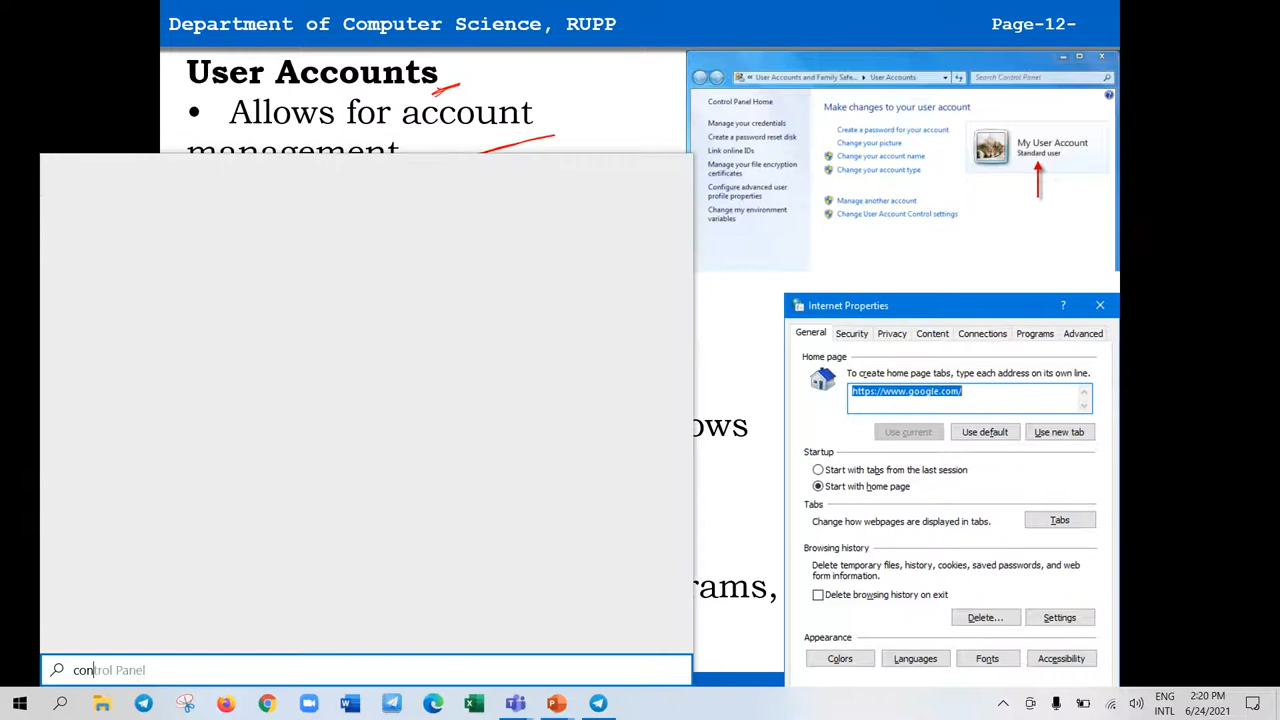 Department of Computer Science, RUPP
Page-12-
User Accounts
• Allows for account
management
ows
rams,
« User Accounts and Family Safe... ▸ User Accounts
Search Control Panel
Control Panel Home
Manage your credentials
Create a password reset disk
Link online IDs
Manage your file encryption
certificates
Configure advanced user
profile properties
Change my environment
variables
Make changes to your user account
Create a password for your account
Change your picture
Change your account name
Change your account type
Manage another account
Change User Account Control settings
My User Account
Standard user
Internet Properties
General Security Privacy Content Connections Programs Advanced
Home page
To create home page tabs, type each address on its own line.
https://www.google.com/
Use current Use default Use new tab
Startup
Start with tabs from the last session
Start with home page
Tabs
Change how webpages are displayed in tabs.
Tabs
Browsing history
Delete temporary files, history, cookies, saved passwords, and web
form information.
Delete browsing history on exit
Delete... Settings
Appearance
Colors Languages Fonts Accessibility
control Panel
ENG
INTL
2:20 PM
6/24/2021